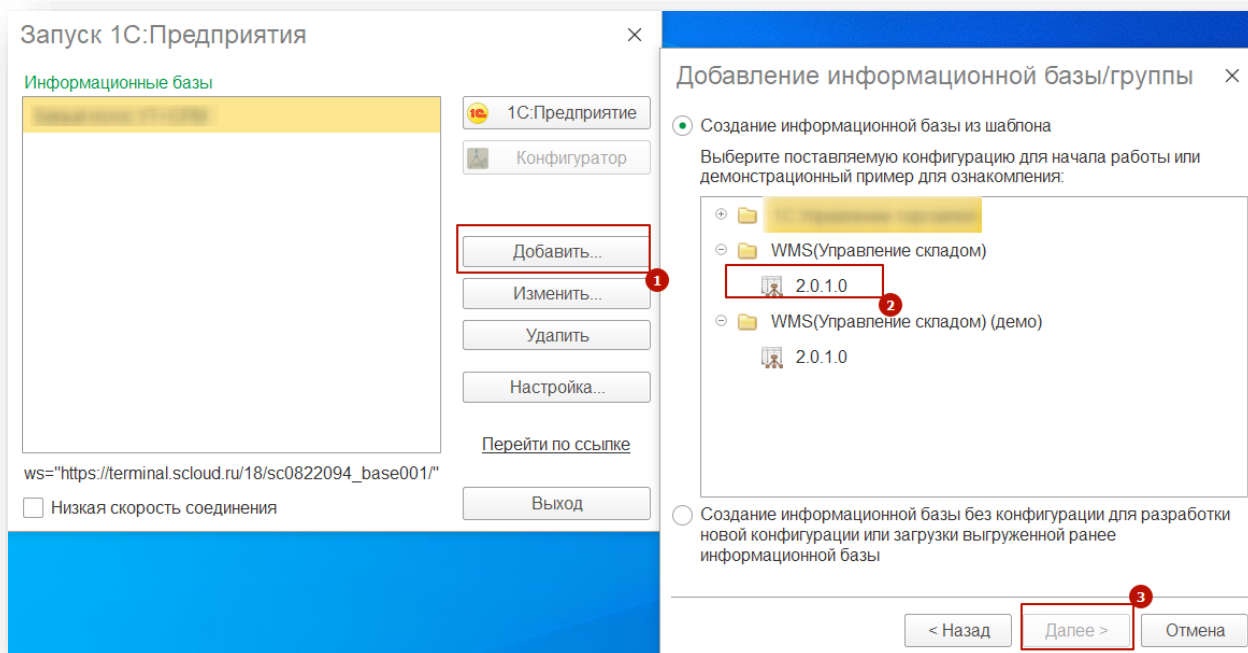 Запуск 1С:Предприятия
Информационные базы
1С:Предприятие
Конфигуратор
Добавить...
1
Изменить...
Удалить
Настройка...
Перейти по ссылке
ws="https://terminal.scloud.ru/18/sc0822094_base001/"
Низкая скорость соединения
Выход
Добавление информационной базы/группы
Создание информационной базы из шаблона
Выберите поставляемую конфигурацию для начала работы или
демонстрационный пример для ознакомления:
WMS(Управление складом)
2.0.1.0
2
WMS(Управление складом) (демо)
2.0.1.0
Создание информационной базы без конфигурации для разработки
новой конфигурации или загрузки выгруженной ранее
информационной базы
3
< Назад
Далее >
Отмена